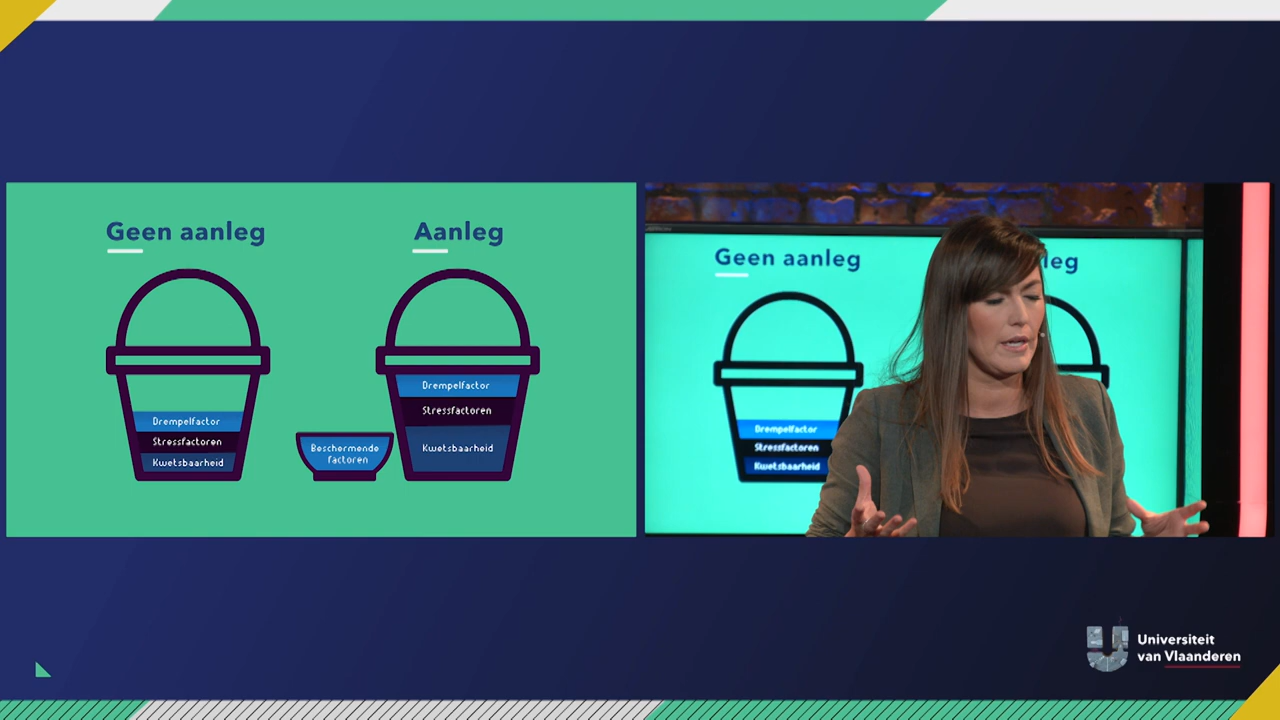 Geen aanleg
Aanleg
Drempelfactor
Stressfactoren
Kwetsbaarheid
Beschermende
factoren
Drempelfactor
Stressfactoren
Kwetsbaarheid
Geen aanleg
leg
Drempelfactor
Stressfactoren
Kwetsbaarheid
Universiteit
van Vlaanderen